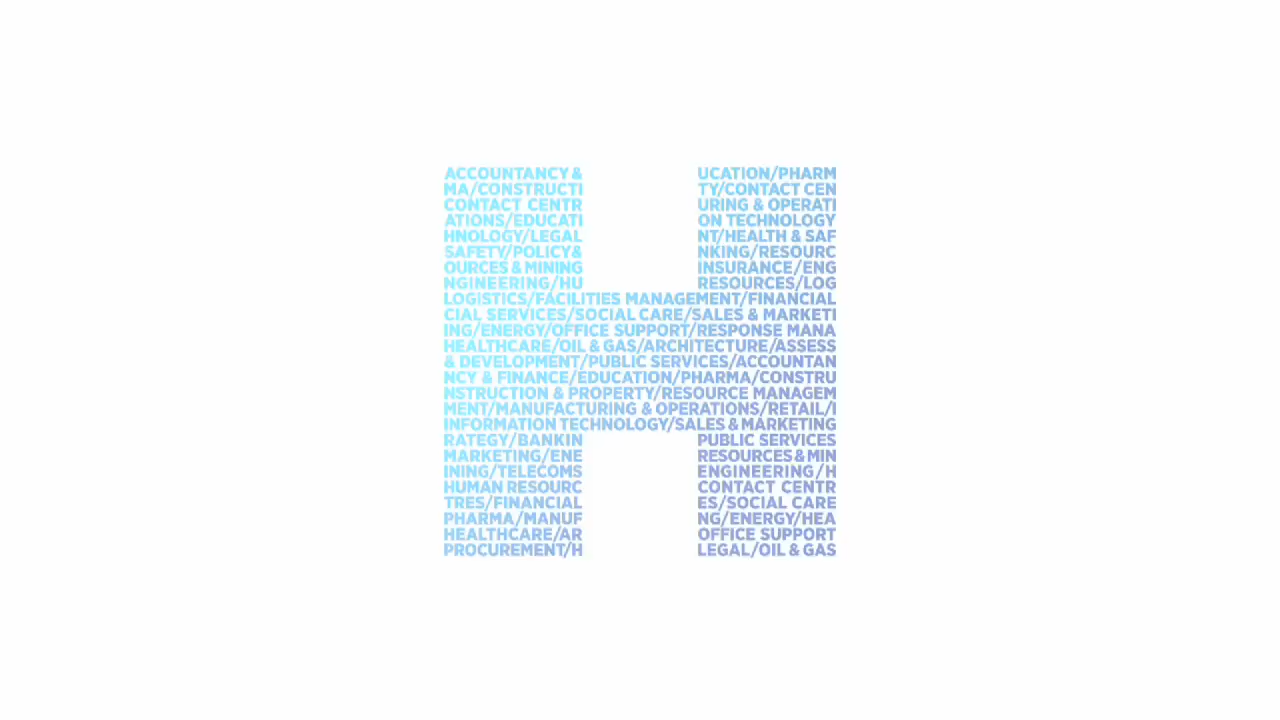 ACCOUNTANCY & UCATION/PHARM
MA/CONSTRUCTI TY/CONTACT CEN
CONTACT CENTR URING & OPERATI
ATIONS/EDUCATI ON TECHNOLOGY
HNOLOGY/LEGAL NT/HEALTH & SAF
SAFETY/POLICY& NKING/RESOURC
OURCES & MINING INSURANCE/ENG
NGINEERING/HU RESOURCES/LOG
LOGISTICS/FACILITIES MANAGEMENT/FINANCIAL
CIAL SERVICES/SOCIAL CARE/SALES & MARKETI
ING/ENERGY/OFFICE SUPPORT/RESPONSE MANA
HEALTHCARE/OIL & GAS/ARCHITECTURE/ASSESS
& DEVELOPMENT/PUBLIC SERVICES/ACCOUNTAN
NCY & FINANCE/EDUCATION/PHARMA/CONSTRU
NSTRUCTION & PROPERTY/RESOURCE MANAGEM
MENT/MANUFACTURING & OPERATIONS/RETAIL/I
INFORMATION TECHNOLOGY/SALES & MARKETING
RATEGY/BANKIN PUBLIC SERVICES
MARKETING/ENE RESOURCES & MIN
INING/TELECOMS ENGINEERING/H
HUMAN RESOURC CONTACT CENTR
TRES/FINANCIAL ES/SOCIAL CARE
PHARMA/MANUF NG/ENERGY/HEA
HEALTHCARE/AR OFFICE SUPPORT
PROCUREMENT/H LEGAL/OIL & GAS